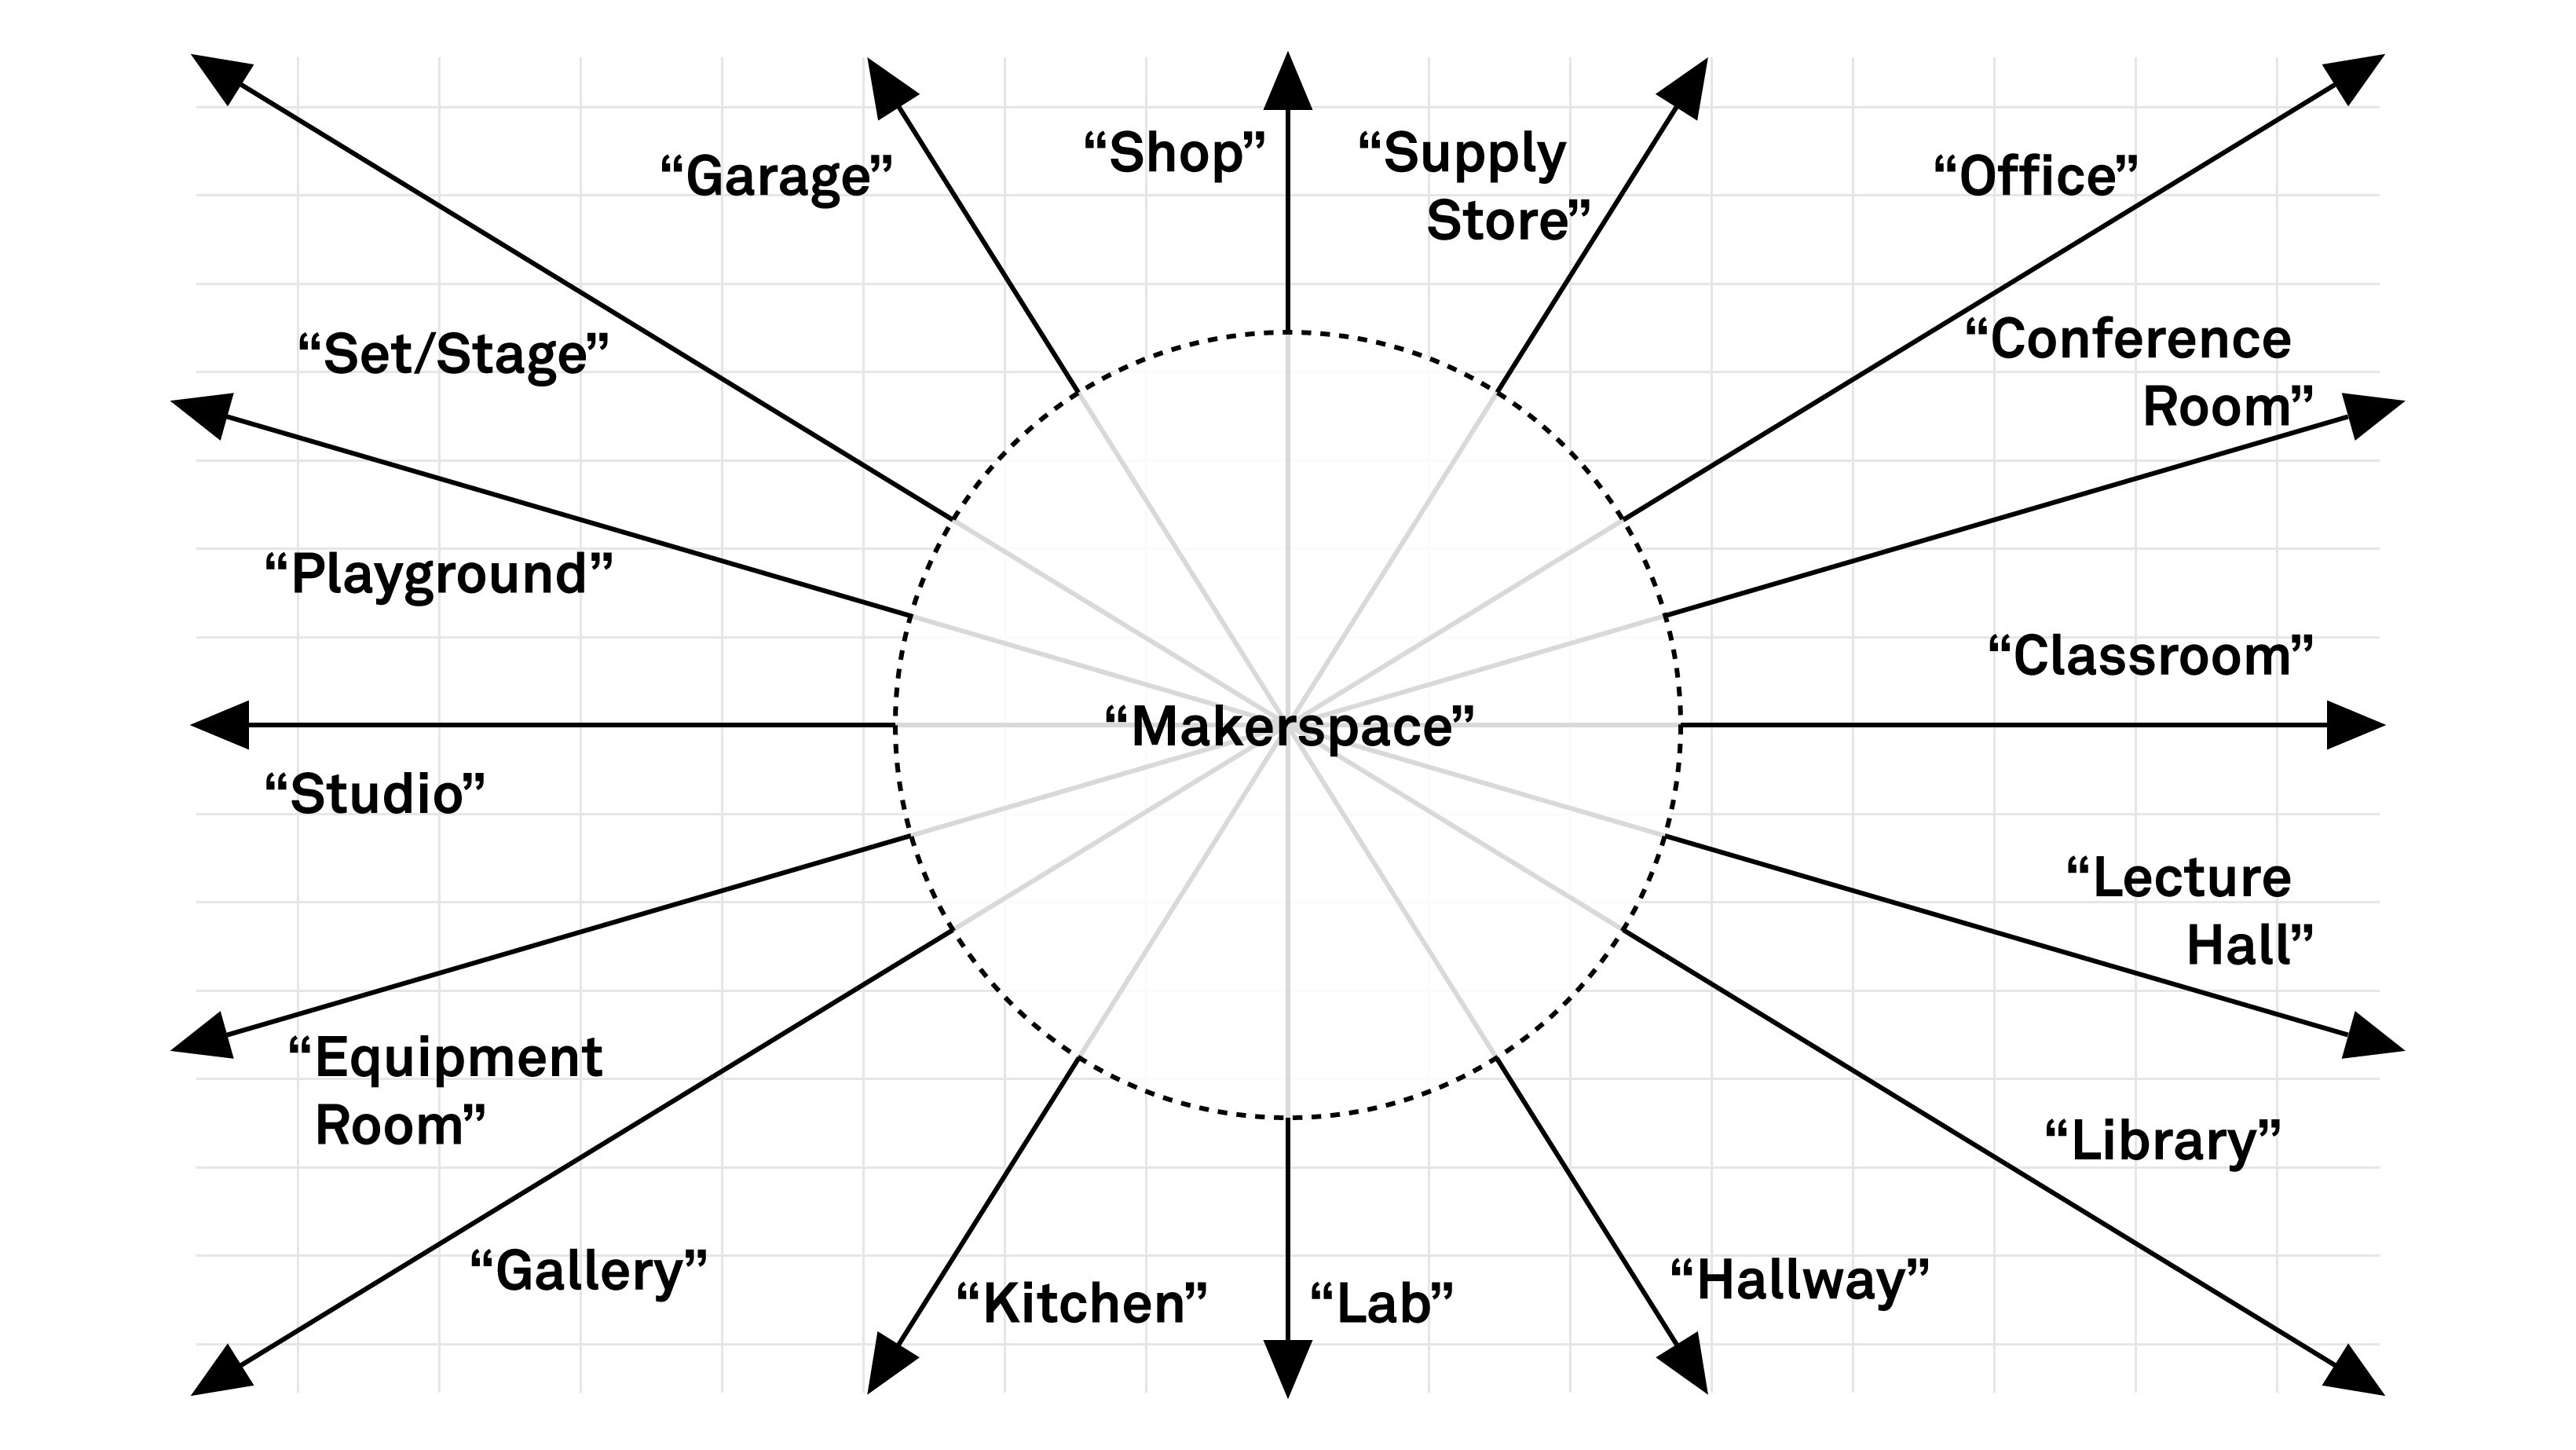 “Shop”
“Supply
Store”
“Garage”
“Office”
“Set/Stage”
“Conference
Room”
“Playground”
“Classroom”
“Makerspace”
“Studio”
“Lecture
Hall”
“Equipment
Room”
“Library”
“Gallery”
“Kitchen”
“Lab”
“Hallway”